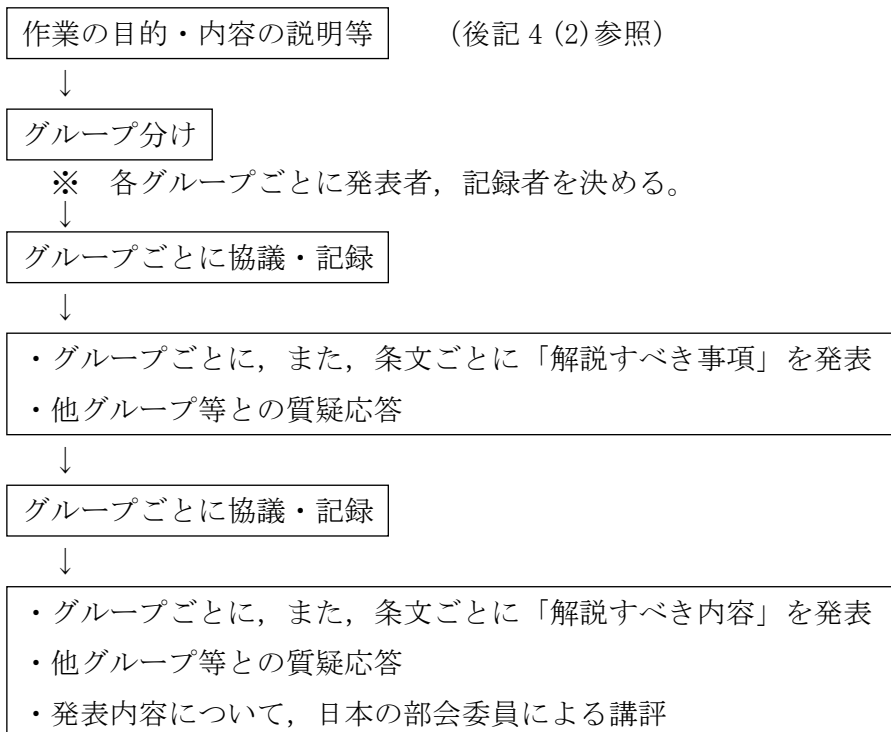 作業の目的・内容の説明等　　(後記4(2)参照)
↓
グループ分け
※　各グループごとに発表者，記録者を決める。
↓
グループごとに協議・記録
↓
・グループごとに，また，条文ごとに「解説すべき事項」を発表
・他グループ等との質疑応答
↓
グループごとに協議・記録
↓
・グループごとに，また，条文ごとに「解説すべき内容」を発表
・他グループ等との質疑応答
・発表内容について，日本の部会委員による講評